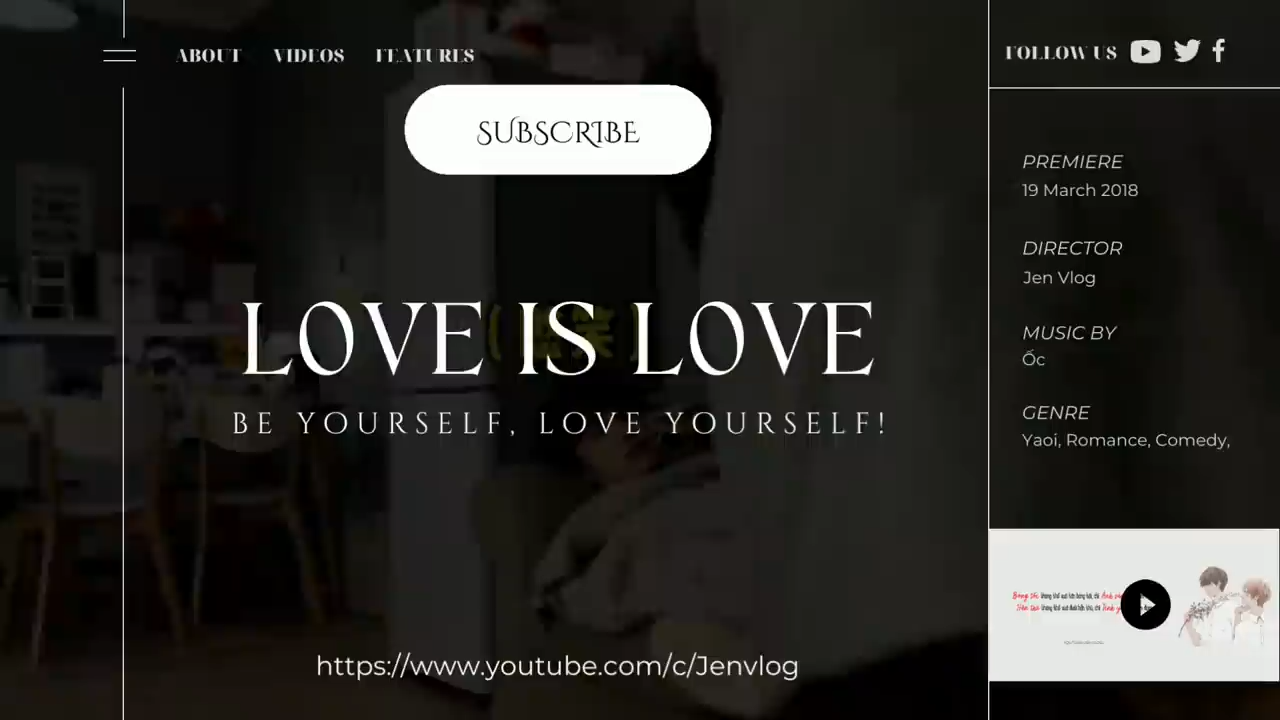 ABOUT VIDEOS FEATURES
FOLLOW US
SUBSCRIBE
LOVE IS LOVE
BE YOURSELF, LOVE YOURSELF!
https://www.youtube.com/c/Jenvlog
PREMIERE
19 March 2018
DIRECTOR
Jen Vlog
MUSIC BY
Ốc
GENRE
Yaoi, Romance, Comedy,